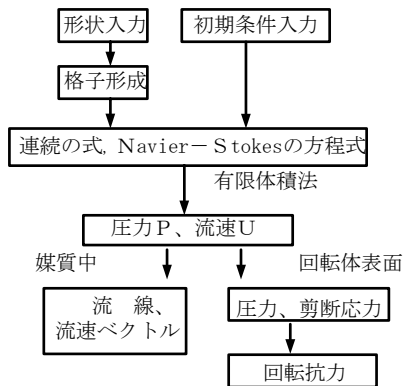 形状入力
初期条件入力
格子形成
連続の式, Navier－Stokesの方程式
有限体積法
圧力Ｐ、流速Ｕ
媒質中
回転体表面
流　線、
流速ベクトル
圧力、剪断応力
回転抗力